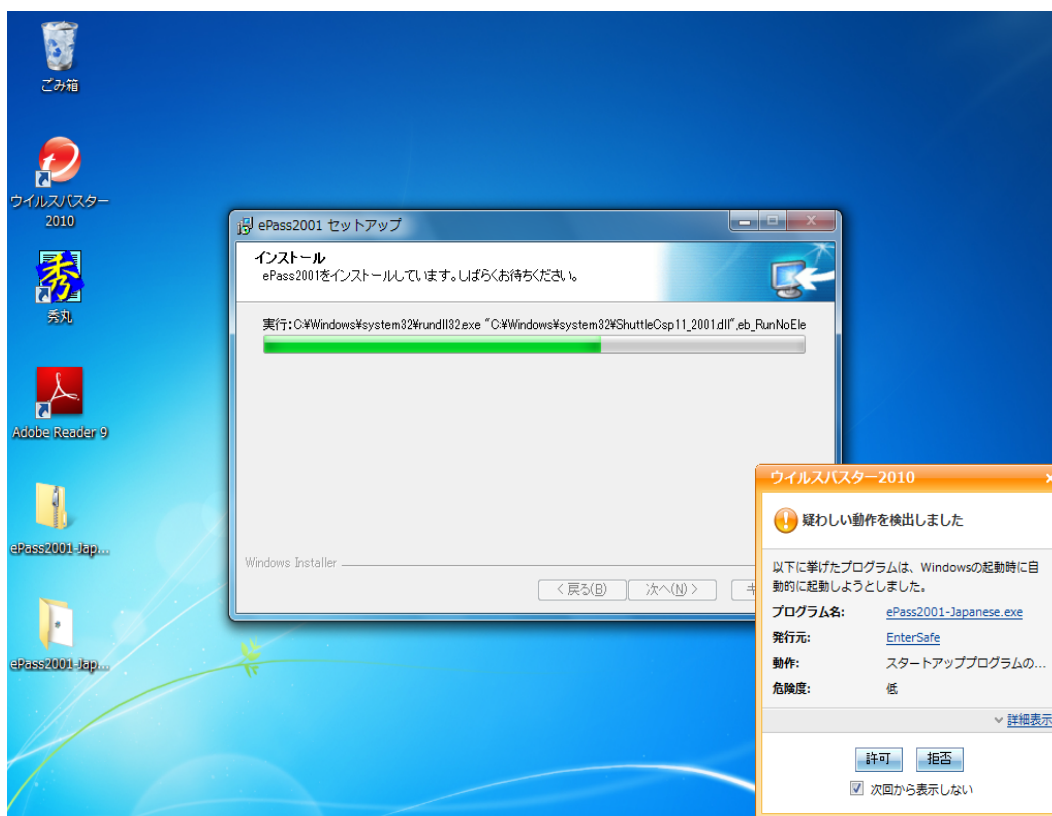 ごみ箱
ウイルスバスター
2010
秀
秀丸
Adobe Reader 9
ePass2001-Jap...
ePass2001-Jap...
ePass2001 セットアップ
インストール
ePass2001をインストールしています。しばらくお待ちください。
実行:C:¥Windows¥system32¥rundll32.exe "C:¥Windows¥system32¥ShuttleCsp11_2001.dll",eb_RunNoEle
Windows Installer
< 戻る(B)
次へ(N) >
キ
ウイルスバスター2010
疑わしい動作を検出しました
以下に挙げたプログラムは、Windowsの起動時に自
動的に起動しようとしました。
プログラム名: ePass2001-Japanese.exe
発行元: EnterSafe
動作: スタートアッププログラムの...
危険度: 低
詳細表示
許可 拒否
次回から表示しない